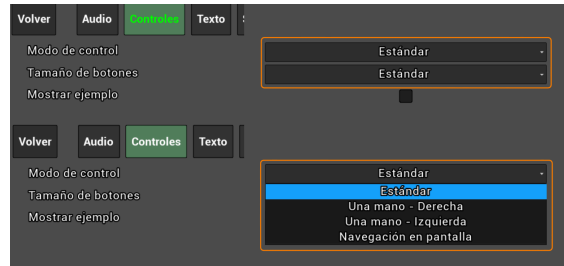 Volver Audio Controles Texto
Modo de control Estándar
Tamaño de botones Estándar
Mostrar ejemplo
Volver Audio Controles Texto
Modo de control Estándar
Tamaño de botones Estándar
Una mano - Derecha
Mostrar ejemplo Una mano - Izquierda
Navegación en pantalla